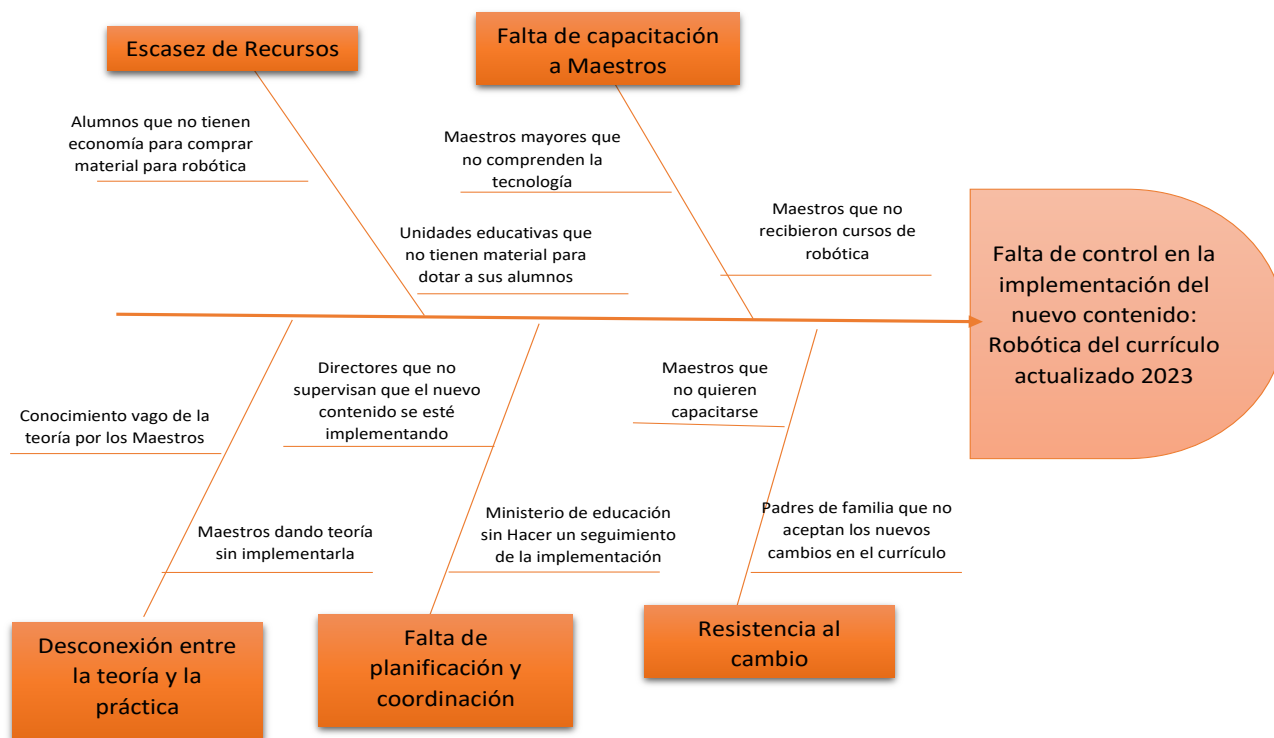 Escasez de Recursos
Falta de capacitación
a Maestros
Alumnos que no tienen
economía para comprar
material para robótica
Maestros mayores que
no comprenden la
tecnología
Unidades educativas que
no tienen material para
dotar a sus alumnos
Maestros que no
recibieron cursos de
robótica
Falta de control en la
implementación del
nuevo contenido:
Robótica del currículo
actualizado 2023
Conocimiento vago de la
teoría por los Maestros
Directores que no
supervisan que el nuevo
contenido se esté
implementando
Maestros que
no quieren
capacitarse
Maestros dando teoría
sin implementarla
Ministerio de educación
sin Hacer un seguimiento
de la implementación
Padres de familia que no
aceptan los nuevos
cambios en el currículo
Desconexión entre
la teoría y la
práctica
Falta de
planificación y
coordinación
Resistencia al
cambio